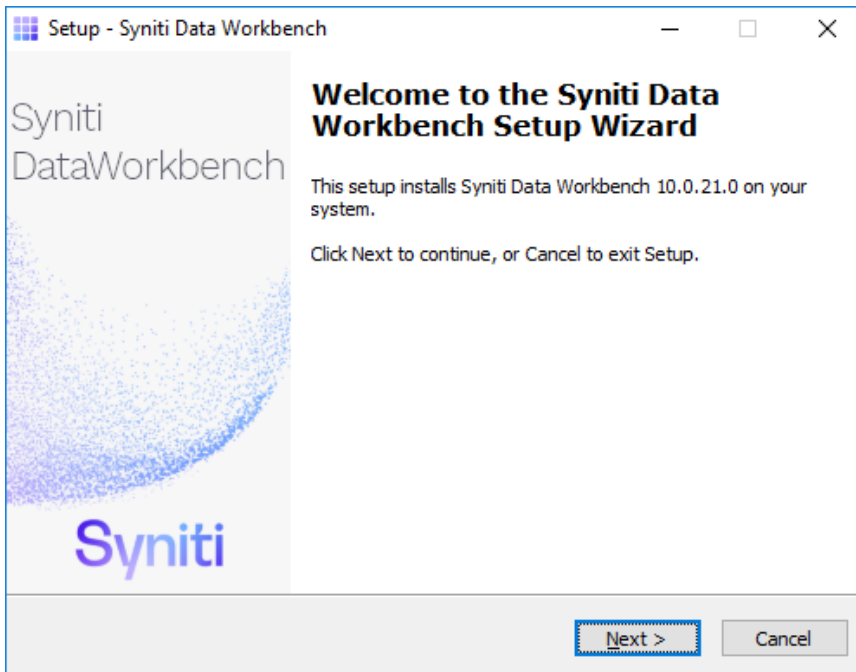 Setup - Syniti Data Workbench
Syniti
DataWorkbench
Welcome to the Syniti Data
Workbench Setup Wizard
This setup installs Syniti Data Workbench 10.0.21.0 on your
system.
Click Next to continue, or Cancel to exit Setup.
Syniti
Next >
Cancel